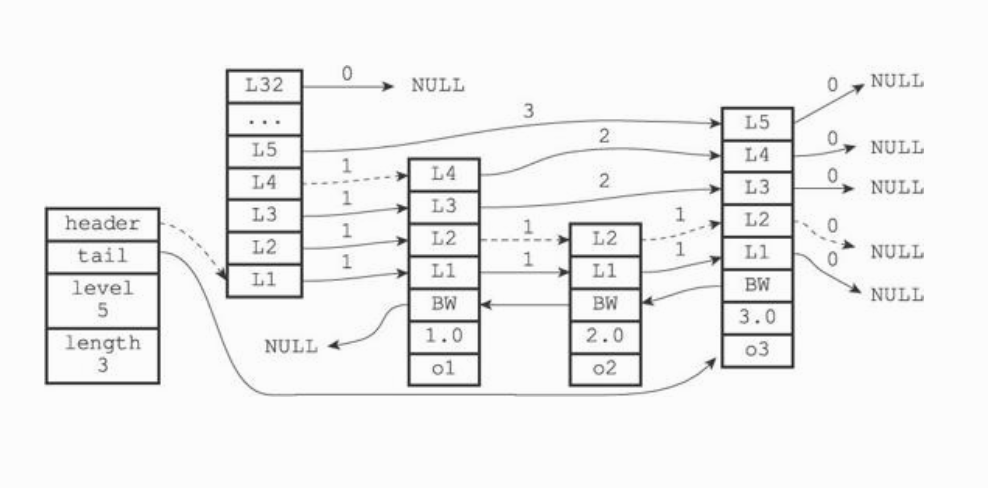 header
tail
level
5
length
3
L32
...
L5
L4
L3
L2
L1
0
NULL
3
1
1
1
1
L4
L3
L2
L1
BW
1.0
o1
NULL
2
2
1
1
L2
L1
BW
2.0
o2
1
1
L5
L4
L3
L2
L1
BW
3.0
o3
0
NULL
0
NULL
0
NULL
0
NULL
0
NULL